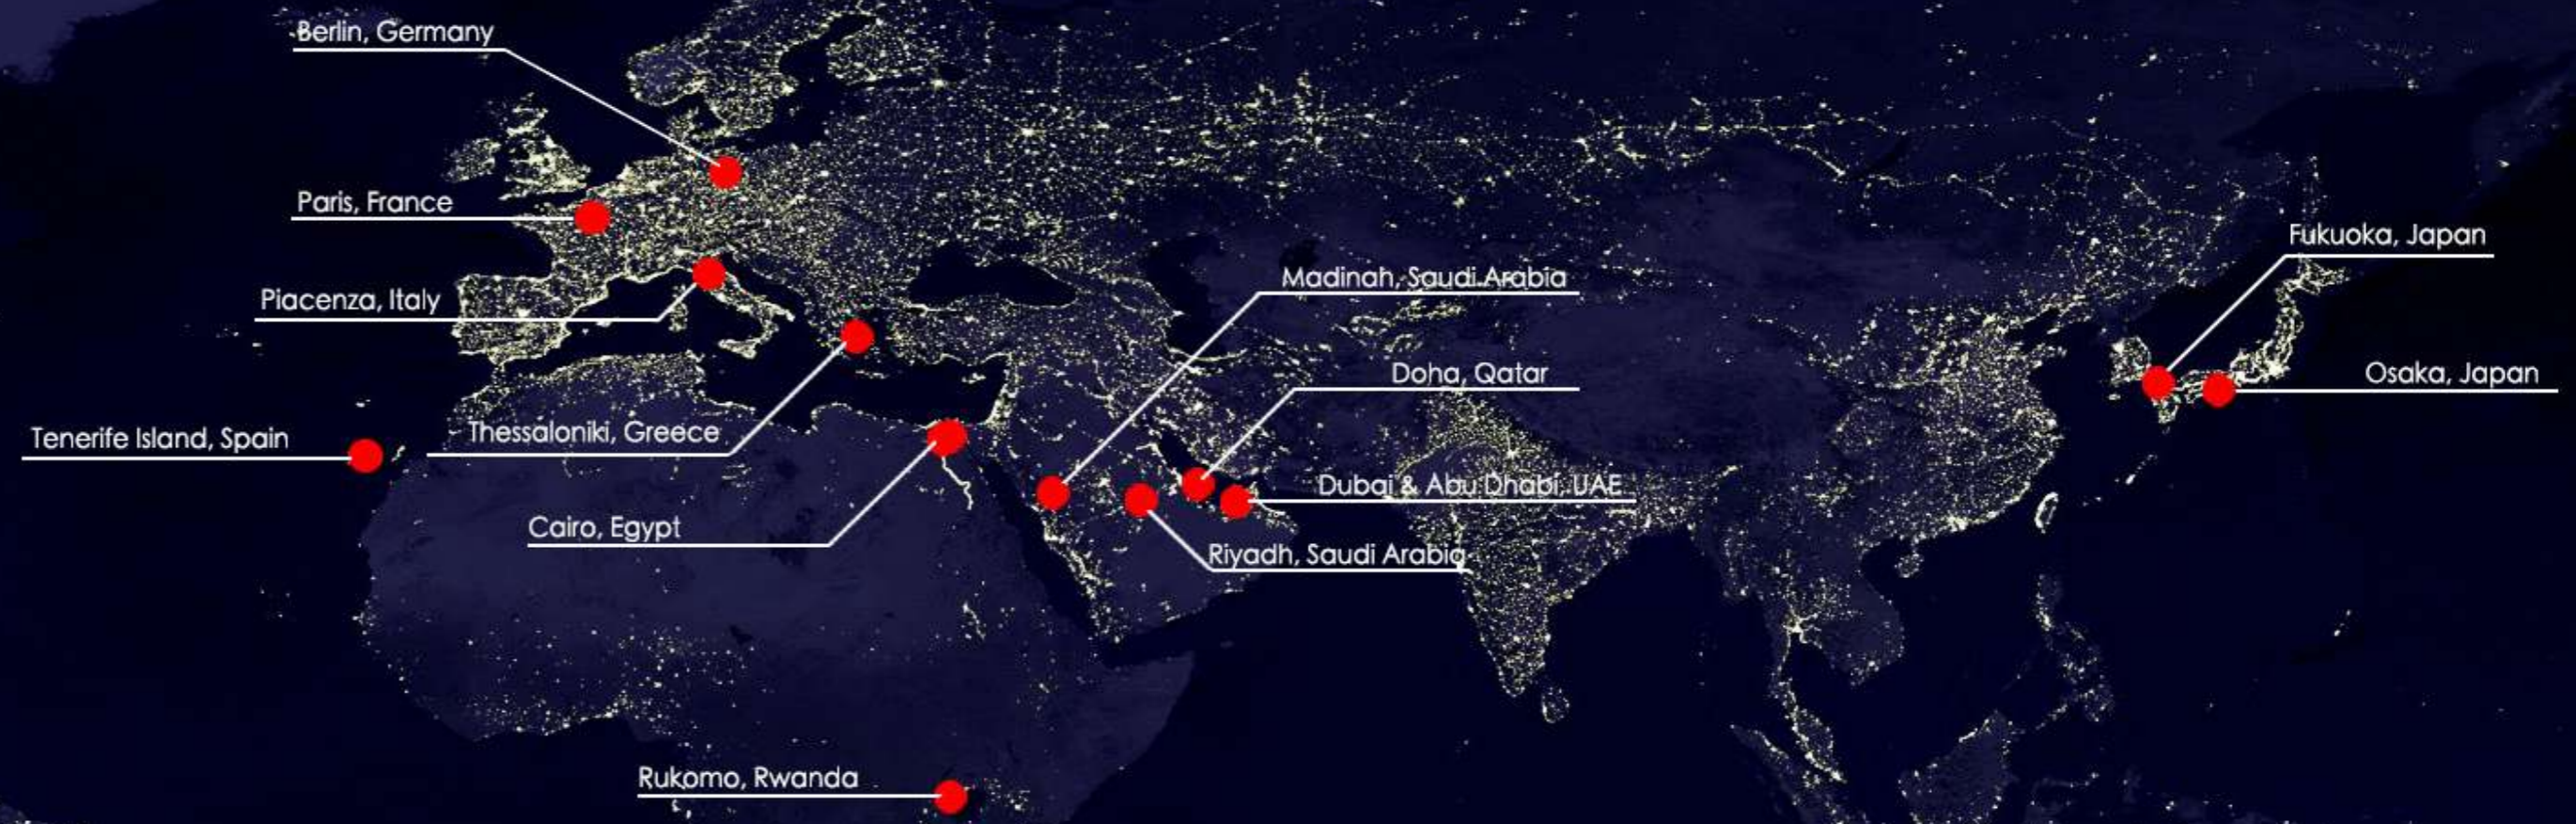 Berlin, Germany
Paris, France
Fukuoka, Japan
Madinah, Saudi Arabia
Piacenza, Italy
Doha, Qatar
Osaka, Japan
Tenerife Island, Spain
Thessaloniki, Greece
Dubai & Abu Dhabi, UAE
Cairo, Egypt
Riyadh, Saudi Arabia
Rukomo, Rwanda